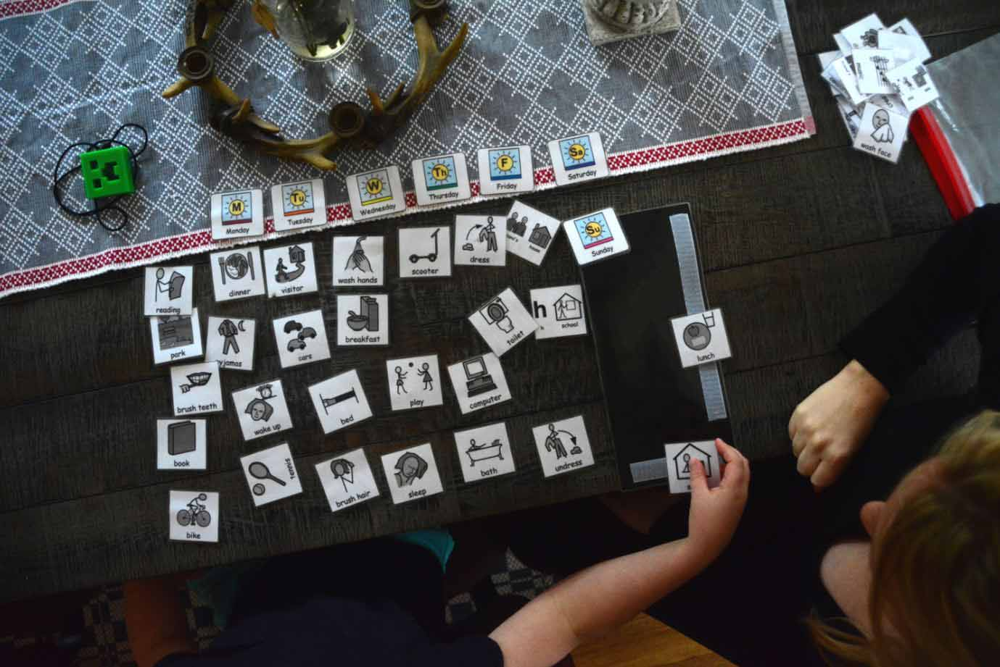 M
Monday
Tu
Tuesday
W
Wednesday
Th
Thursday
F
Friday
Sa
Saturday
Su
Sunday
wash face
reading
dinner
visitor
wash hands
scooter
dress
house
park
yjamas
cars
breakfast
toilet
h
h
school
lunch
brush teeth
wake up
bed
play
computer
book
tennis
brush hair
sleep
bath
undress
bike